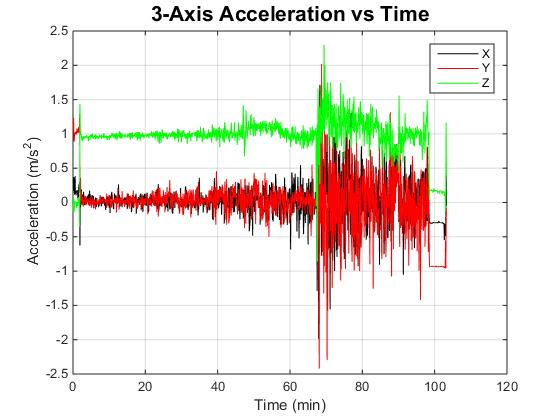 3-Axis Acceleration vs Time
2.5
2
1.5
1
0.5
0
-0.5
-1
-1.5
-2
-2.5
Acceleration (m/s²)
X
Y
Z
0 20 40 60 80 100 120
Time (min)